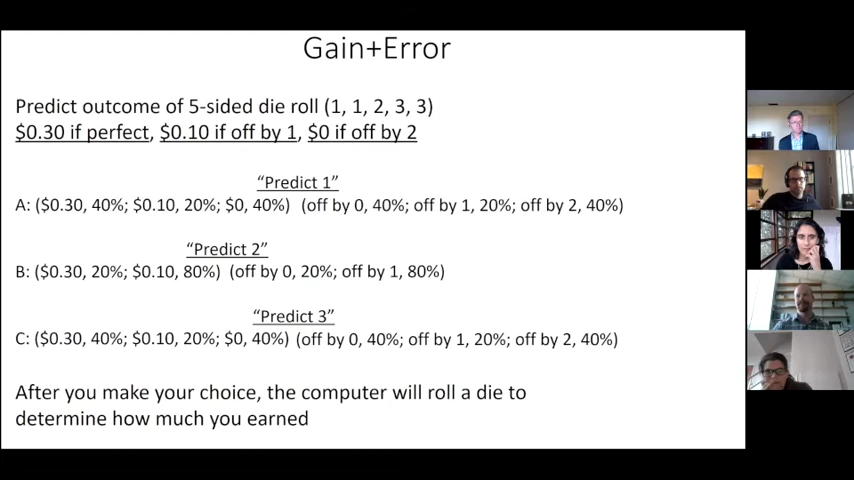 Gain+Error
Predict outcome of 5-sided die roll (1, 1, 2, 3, 3)
$0.30 if perfect, $0.10 if off by 1, $0 if off by 2
“Predict 1”
A: ($0.30, 40%; $0.10, 20%; $0, 40%) (off by 0, 40%; off by 1, 20%; off by 2, 40%)
“Predict 2”
B: ($0.30, 20%; $0.10, 80%) (off by 0, 20%; off by 1, 80%)
“Predict 3”
C: ($0.30, 40%; $0.10, 20%; $0, 40%) (off by 0, 40%; off by 1, 20%; off by 2, 40%)
After you make your choice, the computer will roll a die to
determine how much you earned